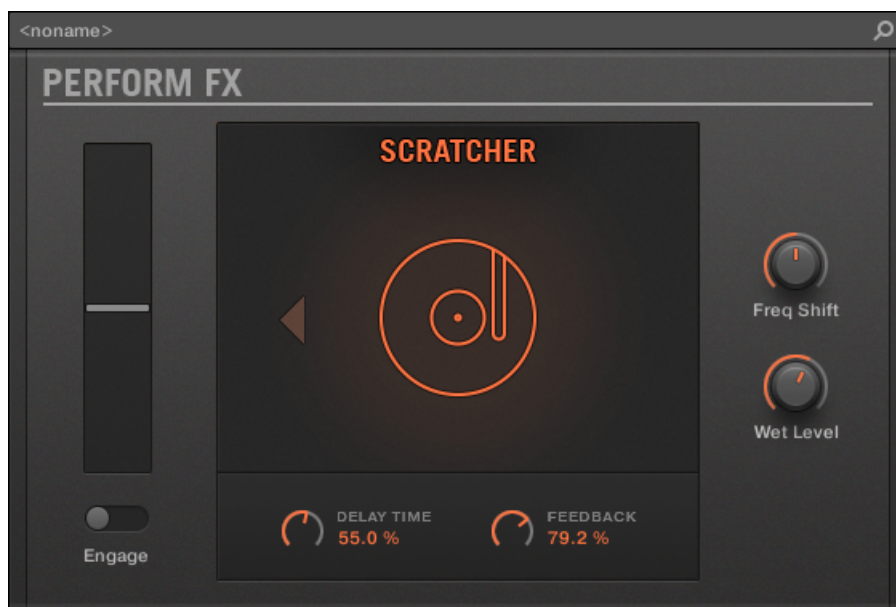 <noname>
PERFORM FX
SCRATCHER
Freq Shift
Wet Level
DELAY TIME
55.0 %
FEEDBACK
79.2 %
Engage